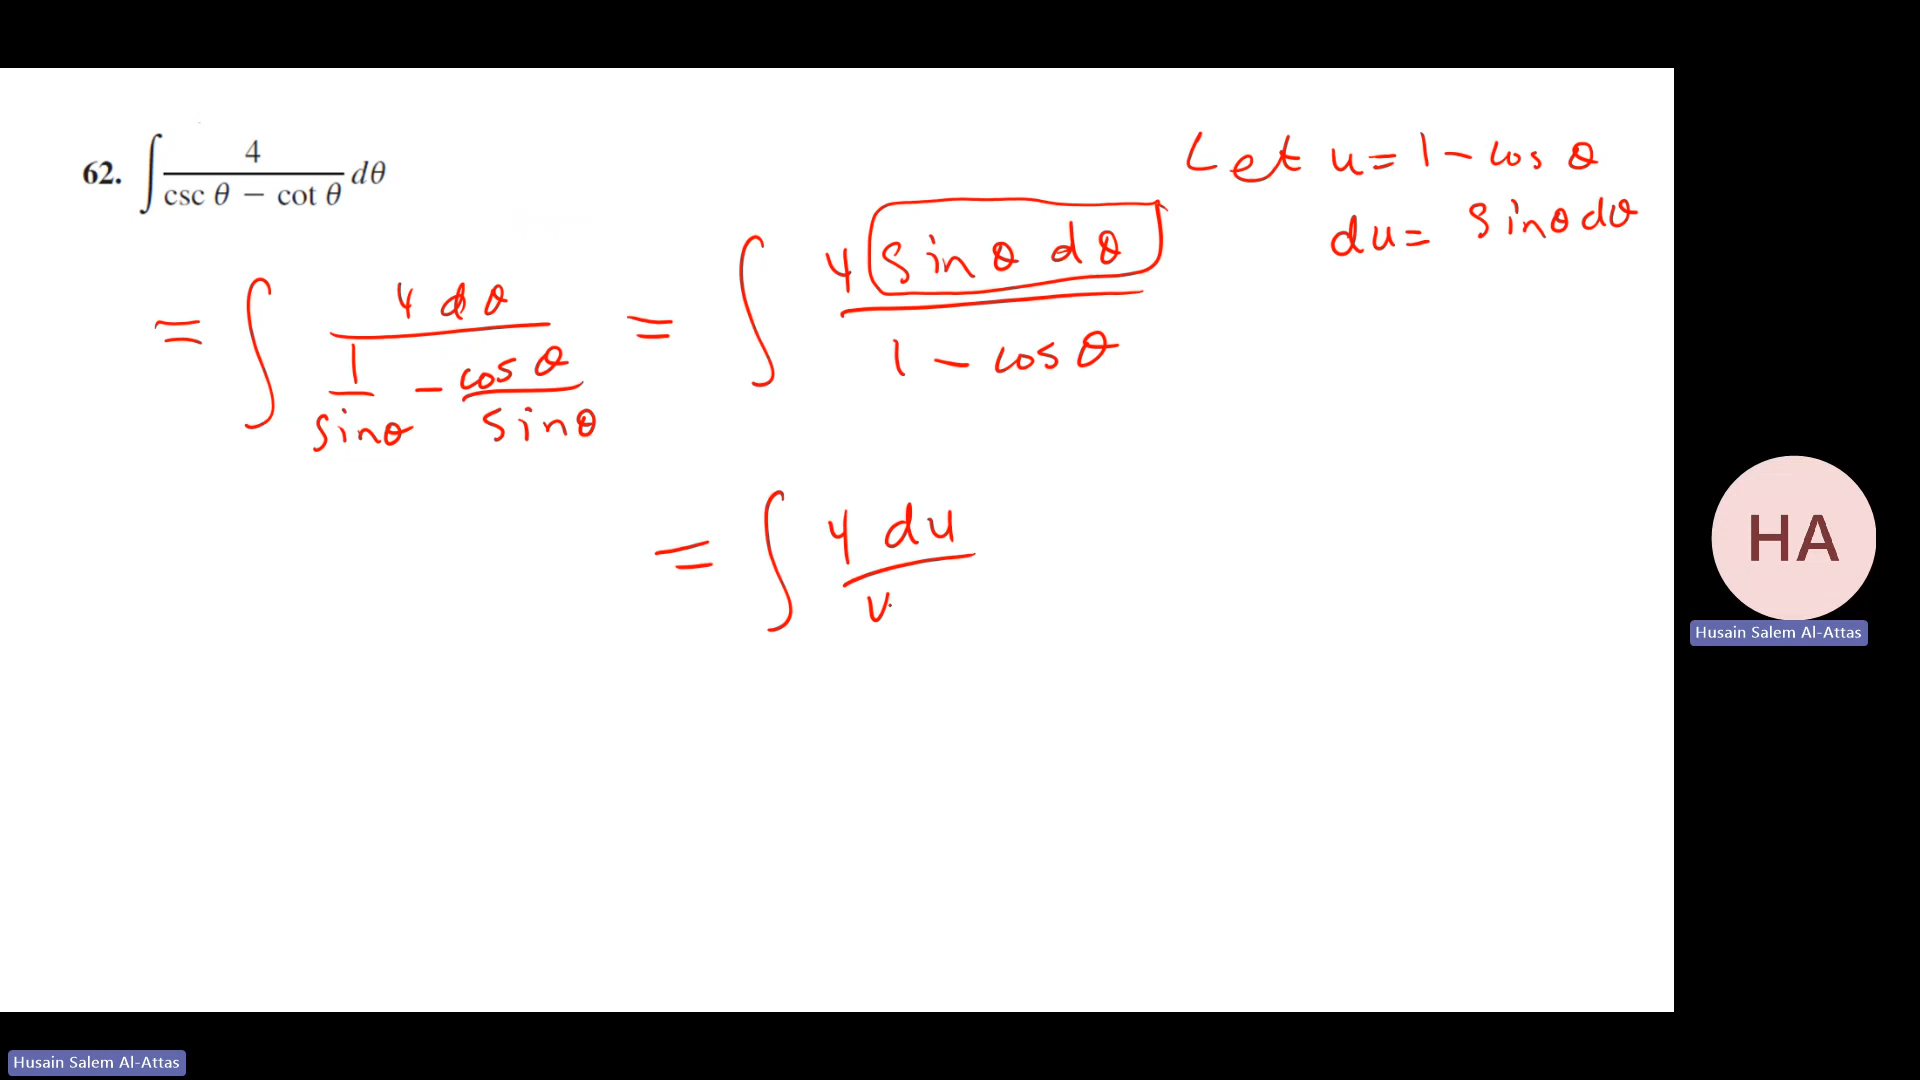 62. ∫ 4 / (csc θ − cot θ) dθ
Let u = 1 − cos θ
du = sin θ dθ
= ∫ 4 dθ / (1/sin θ − cos θ/sin θ) = ∫ 4 sin θ dθ / (1 − cos θ)
= ∫ 4 du / u
HA
Husain Salem Al-Attas
Husain Salem Al-Attas